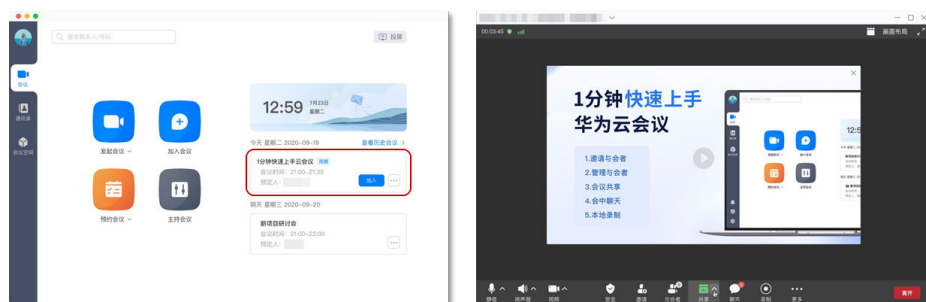 搜索联系人/号码
投屏
会议
通讯录
会议空间
发起会议
加入会议
预约会议
主持会议
12:59
7月23日
星期二
今天 星期二 2020-09-19
查看历史会议 >
1分钟快速上手云会议
会议时间: 21:00-21:30
预定人:
加入
明天 星期三 2020-09-20
新项目研讨会
会议时间: 21:00-22:00
预定人:
00:03:45
画面布局
1分钟快速上手
华为云会议
1.邀请与会者
2.管理与会者
3.会议共享
4.会中聊天
5.本地录制
静音
扬声器
视频
安全
邀请
与会者
共享
聊天
录制
更多
离开